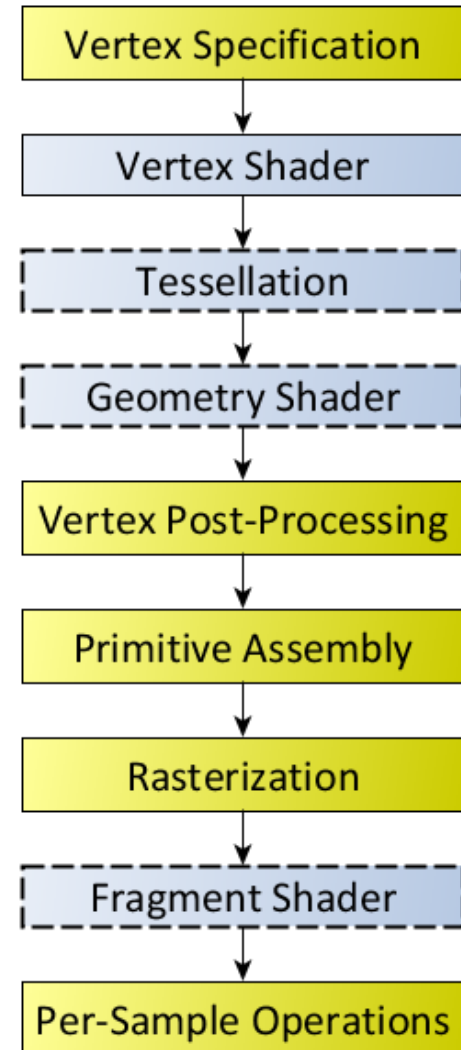 Vertex Specification
Vertex Shader
Tessellation
Geometry Shader
Vertex Post-Processing
Primitive Assembly
Rasterization
Fragment Shader
Per-Sample Operations